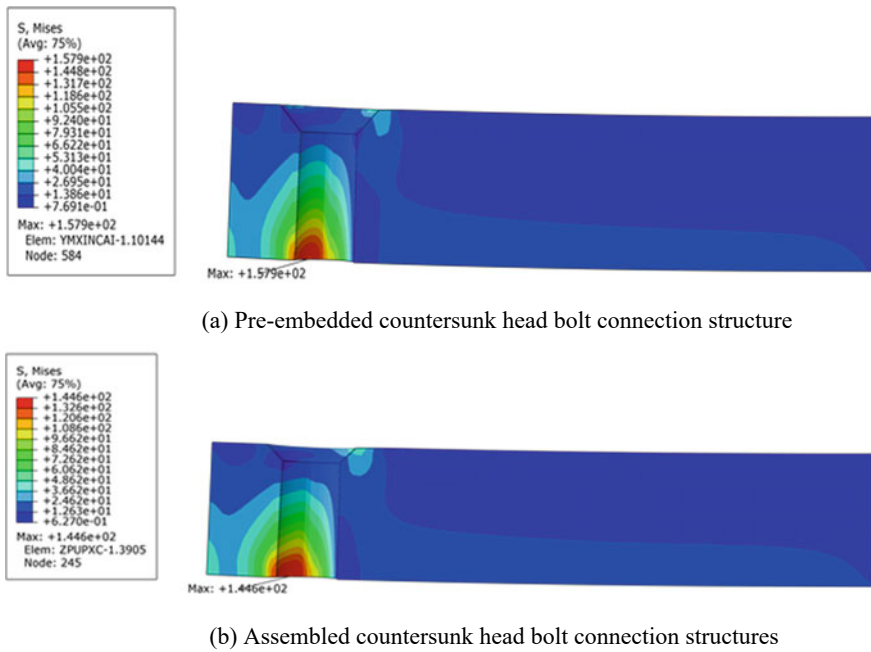 S, Mises
(Avg: 75%)
+1.579e+02
+1.448e+02
+1.317e+02
+1.186e+02
+1.055e+02
+9.240e+01
+7.931e+01
+6.622e+01
+5.313e+01
+4.004e+01
+2.695e+01
+1.386e+01
+7.691e-01
Max: +1.579e+02
Elem: YMXINCAI-1.10144
Node: 584
Max: +1.579e+02
(a) Pre-embedded countersunk head bolt connection structure
S, Mises
(Avg: 75%)
+1.446e+02
+1.326e+02
+1.206e+02
+1.086e+02
+9.662e+01
+8.462e+01
+7.262e+01
+6.062e+01
+4.862e+01
+3.662e+01
+2.462e+01
+1.263e+01
+6.270e-01
Max: +1.446e+02
Elem: ZPUPXC-1.3905
Node: 245
Max: +1.446e+02
(b) Assembled countersunk head bolt connection structures